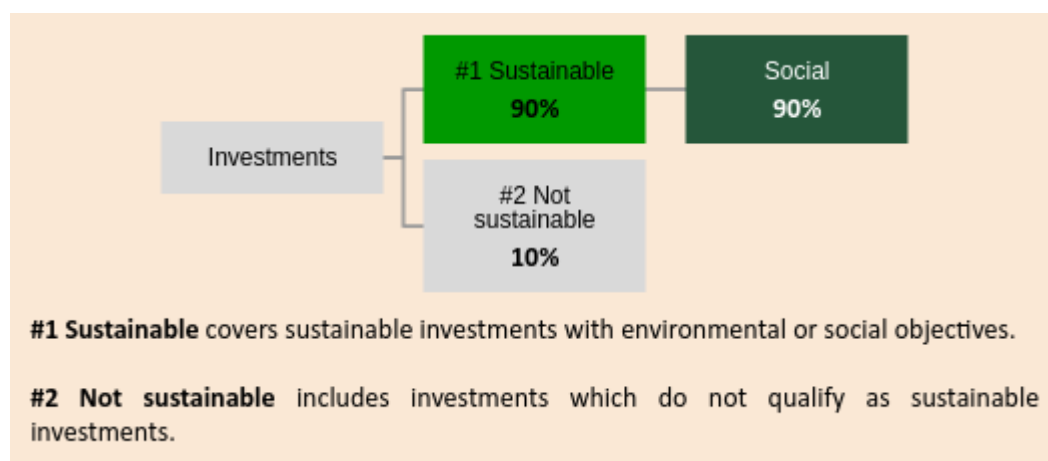 #1 Sustainable
90%
Social
90%
Investments
#2 Not
sustainable
10%
#1 Sustainable covers sustainable investments with environmental or social objectives.
#2 Not sustainable includes investments which do not qualify as sustainable
investments.